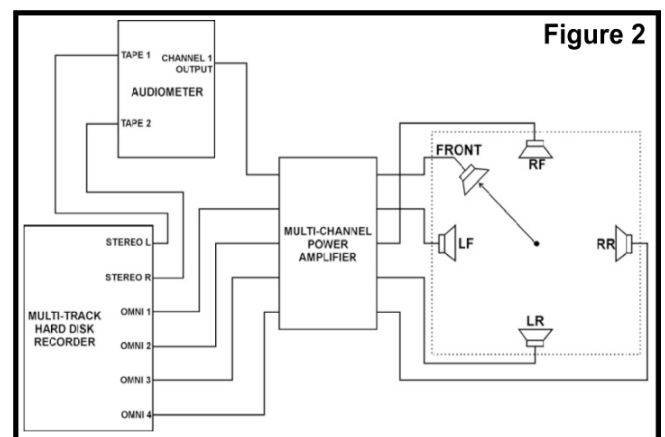 Figure 2
TAPE 1
CHANNEL 1
OUTPUT
AUDIOMETER
TAPE 2
FRONT
RF
MULTI-CHANNEL
POWER
AMPLIFIER
LF
RR
LR
STEREO L
STEREO R
MULTI-TRACK
HARD DISK
RECORDER
OMNI 1
OMNI 2
OMNI 3
OMNI 4